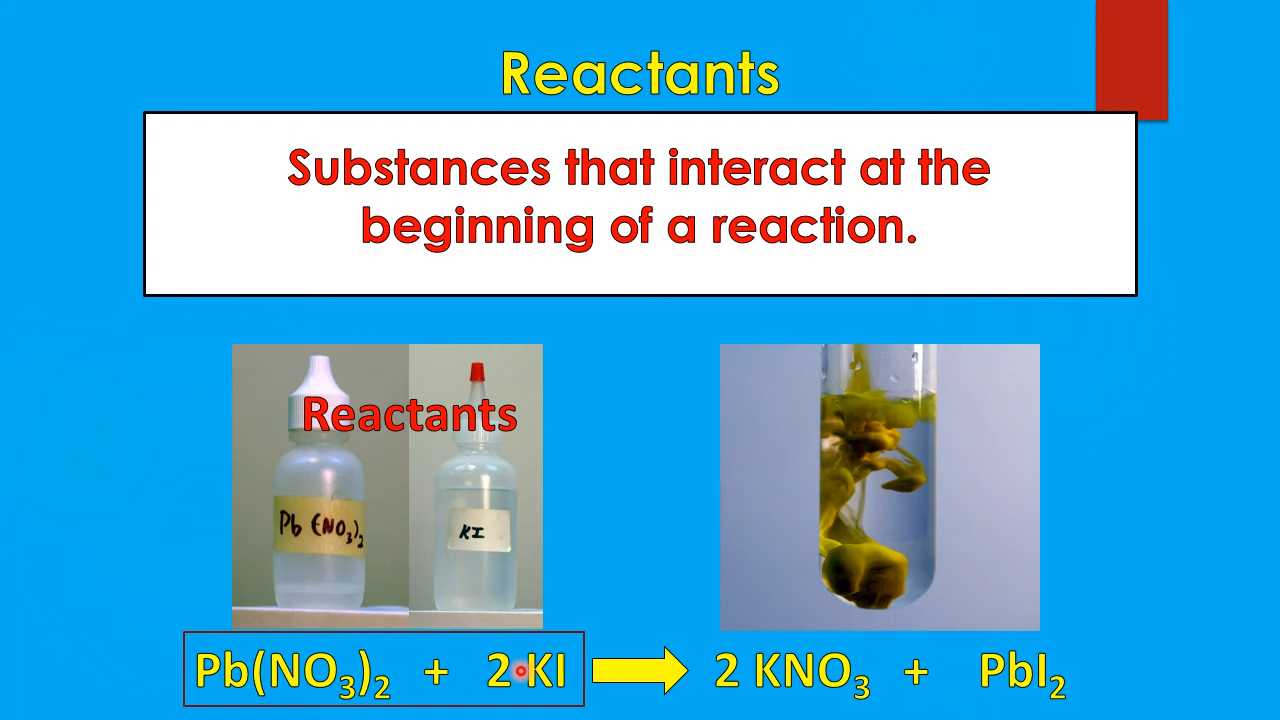 Reactants
Substances that interact at the
beginning of a reaction.
Reactants
Pb (NO₃)₂
KI
Pb(NO₃)₂ + 2 KI 2 KNO₃ + PbI₂